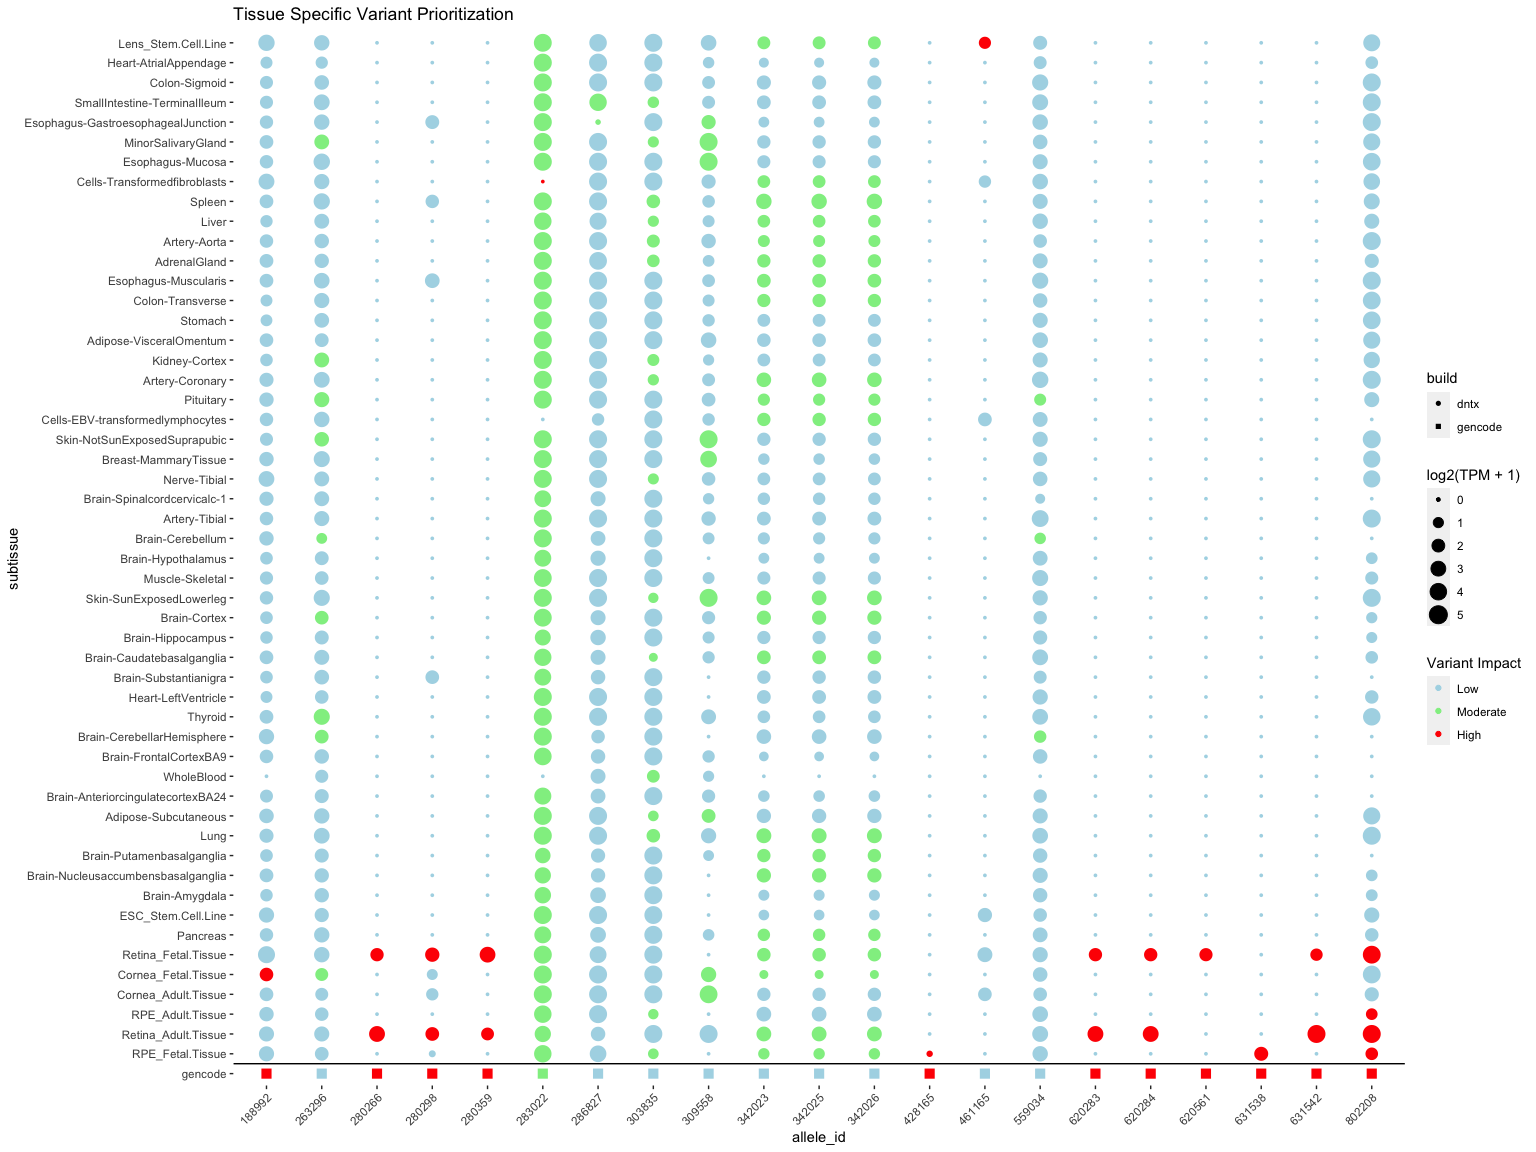 Tissue Specific Variant Prioritization
subtissue
Lens_Stem.Cell.Line
Heart-AtrialAppendage
Colon-Sigmoid
SmallIntestine-TerminalIleum
Esophagus-GastroesophagealJunction
MinorSalivaryGland
Esophagus-Mucosa
Cells-Transformedfibroblasts
Spleen
Liver
Artery-Aorta
AdrenalGland
Esophagus-Muscularis
Colon-Transverse
Stomach
Adipose-VisceralOmentum
Kidney-Cortex
Artery-Coronary
Pituitary
Cells-EBV-transformedlymphocytes
Skin-NotSunExposedSuprapubic
Breast-MammaryTissue
Nerve-Tibial
Brain-Spinalcordcervicalc-1
Artery-Tibial
Brain-Cerebellum
Brain-Hypothalamus
Muscle-Skeletal
Skin-SunExposedLowerleg
Brain-Cortex
Brain-Hippocampus
Brain-Caudatebasalganglia
Brain-Substantianigra
Heart-LeftVentricle
Thyroid
Brain-CerebellarHemisphere
Brain-FrontalCortexBA9
WholeBlood
Brain-AnteriorcingulatecortexBA24
Adipose-Subcutaneous
Lung
Brain-Putamenbasalganglia
Brain-Nucleusaccumbensbasalganglia
Brain-Amygdala
ESC_Stem.Cell.Line
Pancreas
Retina_Fetal.Tissue
Cornea_Fetal.Tissue
Cornea_Adult.Tissue
RPE_Adult.Tissue
Retina_Adult.Tissue
RPE_Fetal.Tissue
gencode
188992 263296 280266 280298 280359 283022 286827 303835 309558 342023 342025 342026 428165 461165 559034 620283 620284 620561 631538 631542 802208
allele_id
build
dntx
gencode
log2(TPM + 1)
0
1
2
3
4
5
Variant Impact
Low
Moderate
High